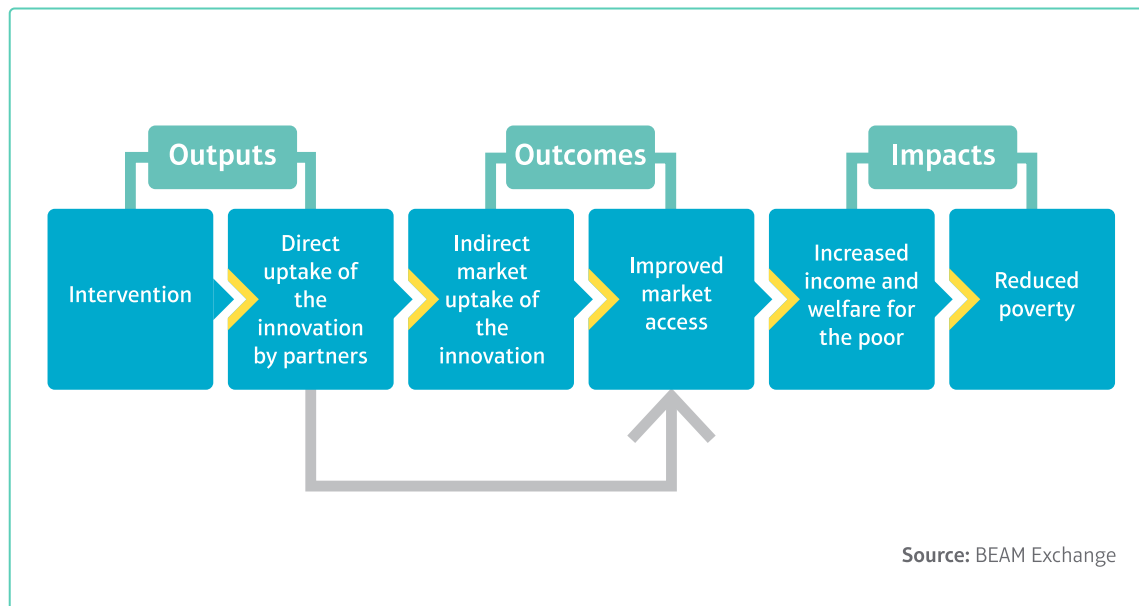 Outputs
Outcomes
Impacts
Intervention
Direct
uptake of
the
innovation
by partners
Indirect
market
uptake of
the
innovation
Improved
market
access
Increased
income and
welfare for
the poor
Reduced
poverty
Source: BEAM Exchange